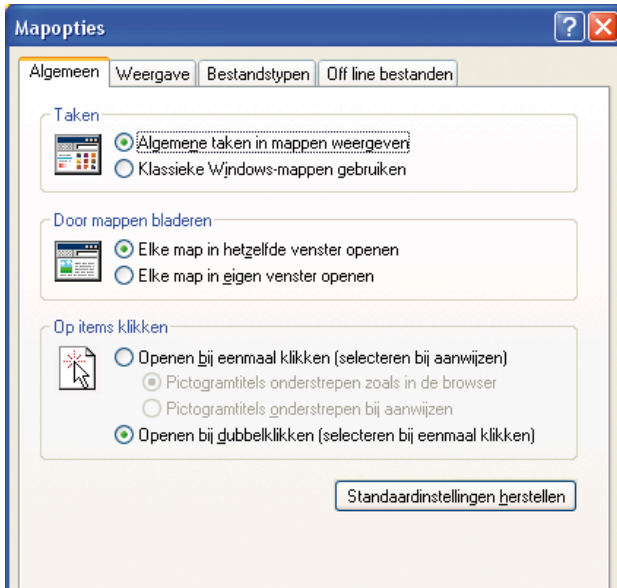 Mapopties
Algemeen Weergave Bestandstypen Off line bestanden
Taken
Algemene taken in mappen weergeven
Klassieke Windows-mappen gebruiken
Door mappen bladeren
Elke map in hetzelfde venster openen
Elke map in eigen venster openen
Op items klikken
Openen bij eenmaal klikken (selecteren bij aanwijzen)
Pictogramtitels onderstrepen zoals in de browser
Pictogramtitels onderstrepen bij aanwijzen
Openen bij dubbelklikken (selecteren bij eenmaal klikken)
Standaardinstellingen herstellen